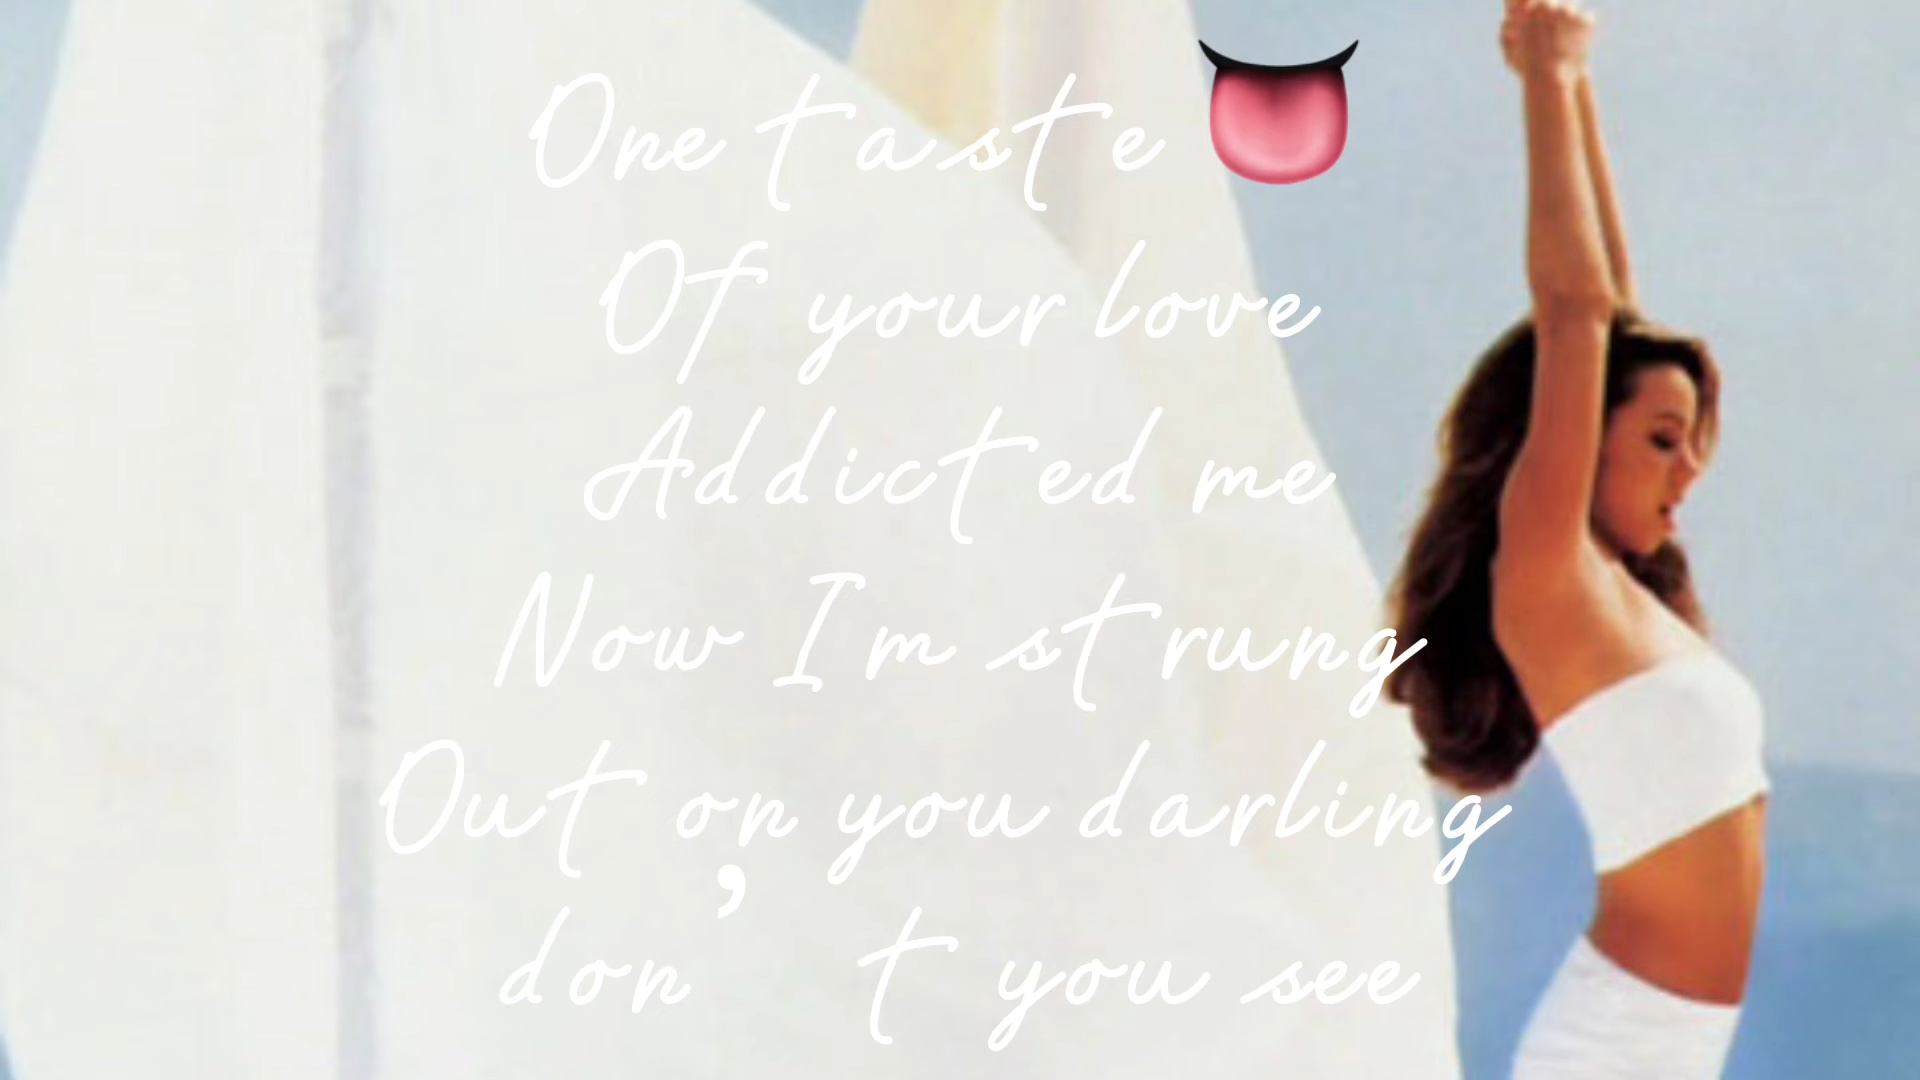 One taste 👅
Of your love
Addicted me
Now I'm strung
Out on you darling
don't you see